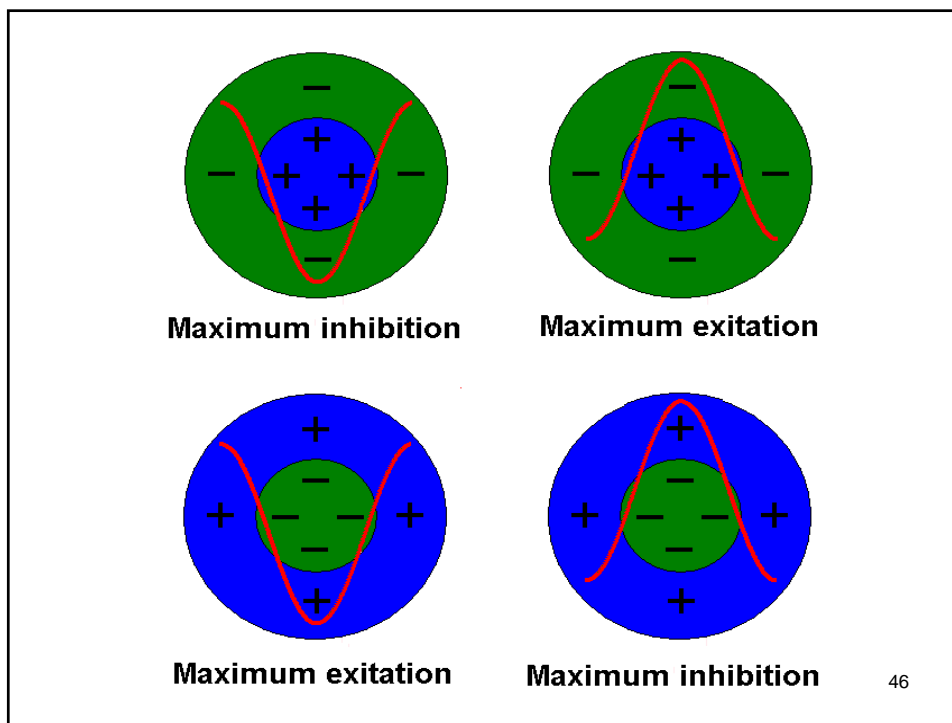 −
+
− + + −
+
−
Maximum inhibition
−
+
− + + −
+
−
Maximum exitation
+
−
+ − − +
−
+
Maximum exitation
+
−
+ − − +
−
+
Maximum inhibition
46